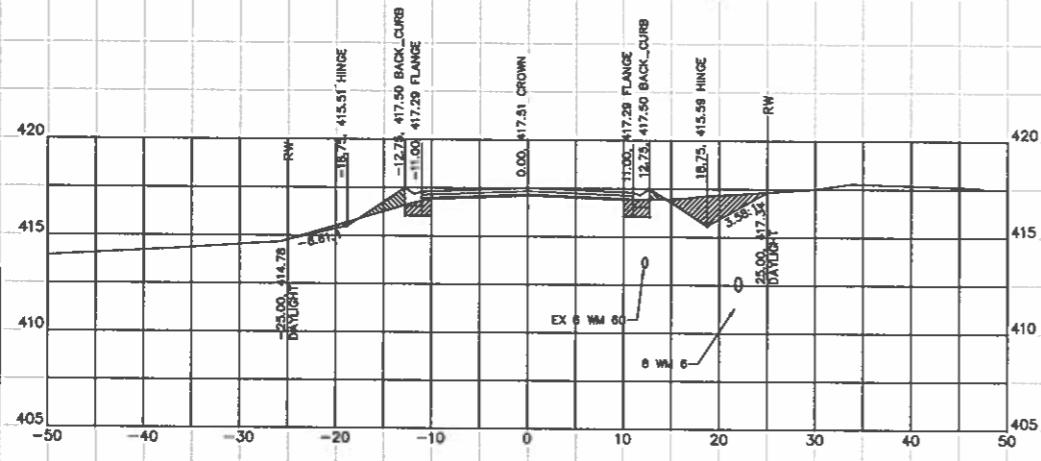 -18.75, 415.51 HINGE
-12.75, 417.50 BACK_CURB
-11.00, 417.29 FLANGE
0.00, 417.51 CROWN
11.00, 417.29 FLANGE
12.75, 417.50 BACK_CURB
18.75, 415.59 HINGE
RW
RW
420
420
415
415
410
410
405
405
-25.00, 414.78
DAYLIGHT
25.00, 417.34
DAYLIGHT
EX 6 WM 60
8 WM 6
-50
-40
-30
-20
-10
0
10
20
30
40
50